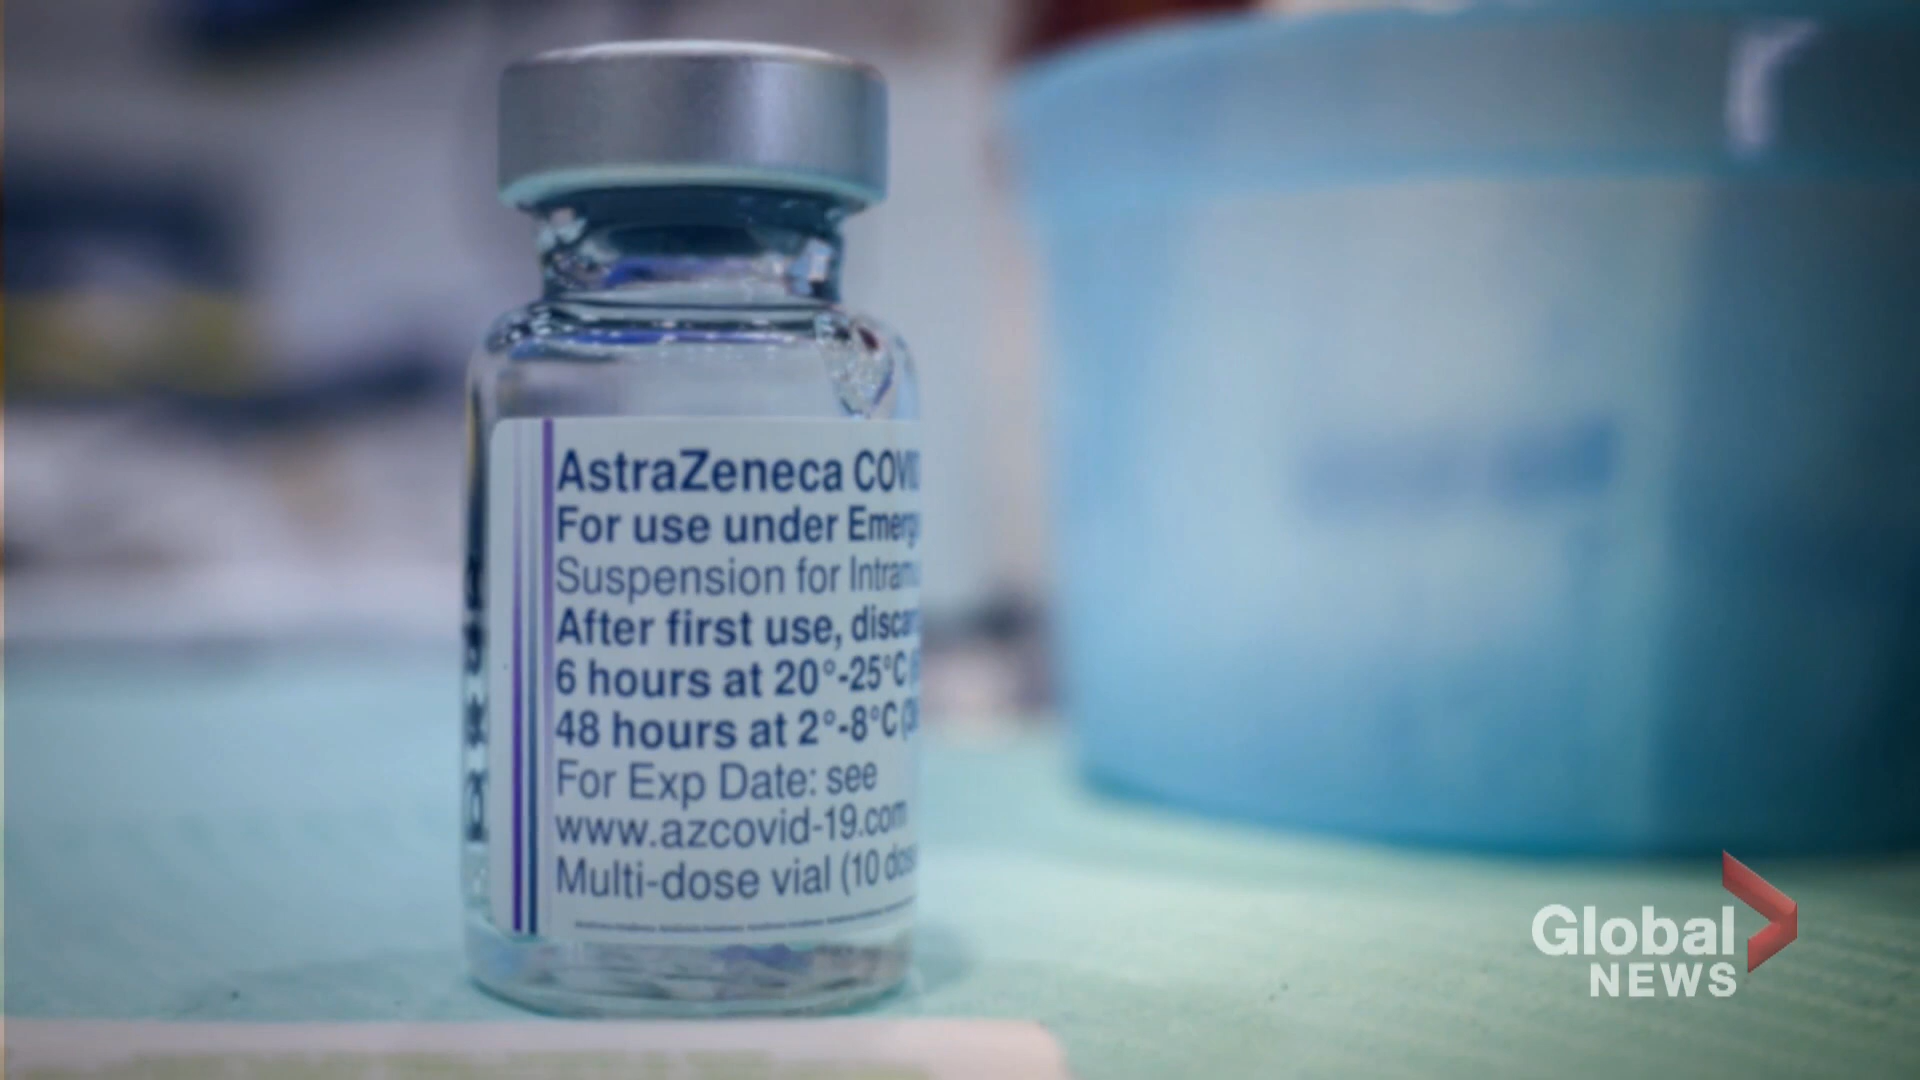 AstraZeneca COVI
For use under Emerg
Suspension for Intram
After first use, discar
6 hours at 20°-25°C
48 hours at 2°-8°C
For Exp Date: see
www.azcovid-19.com
Multi-dose vial (10 dos
Global
NEWS